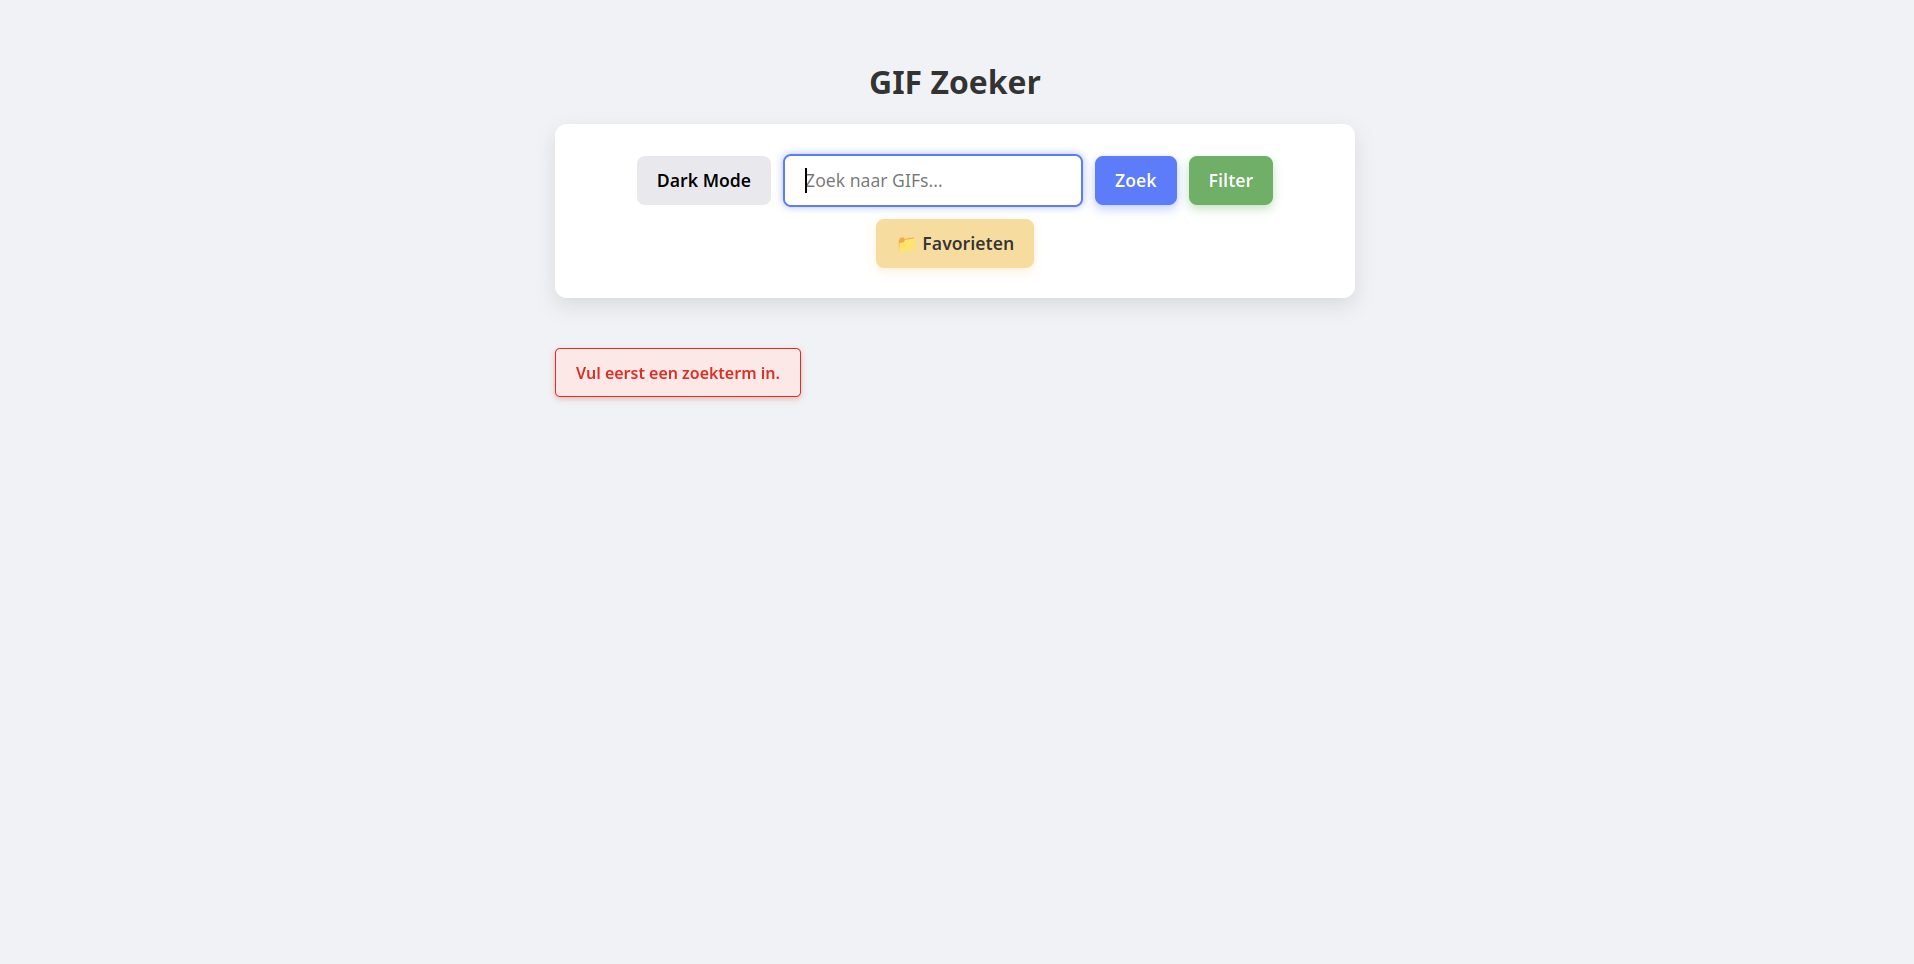 GIF Zoeker
Dark Mode Zoek naar GIFs... Zoek Filter
📁 Favorieten
Vul eerst een zoekterm in.